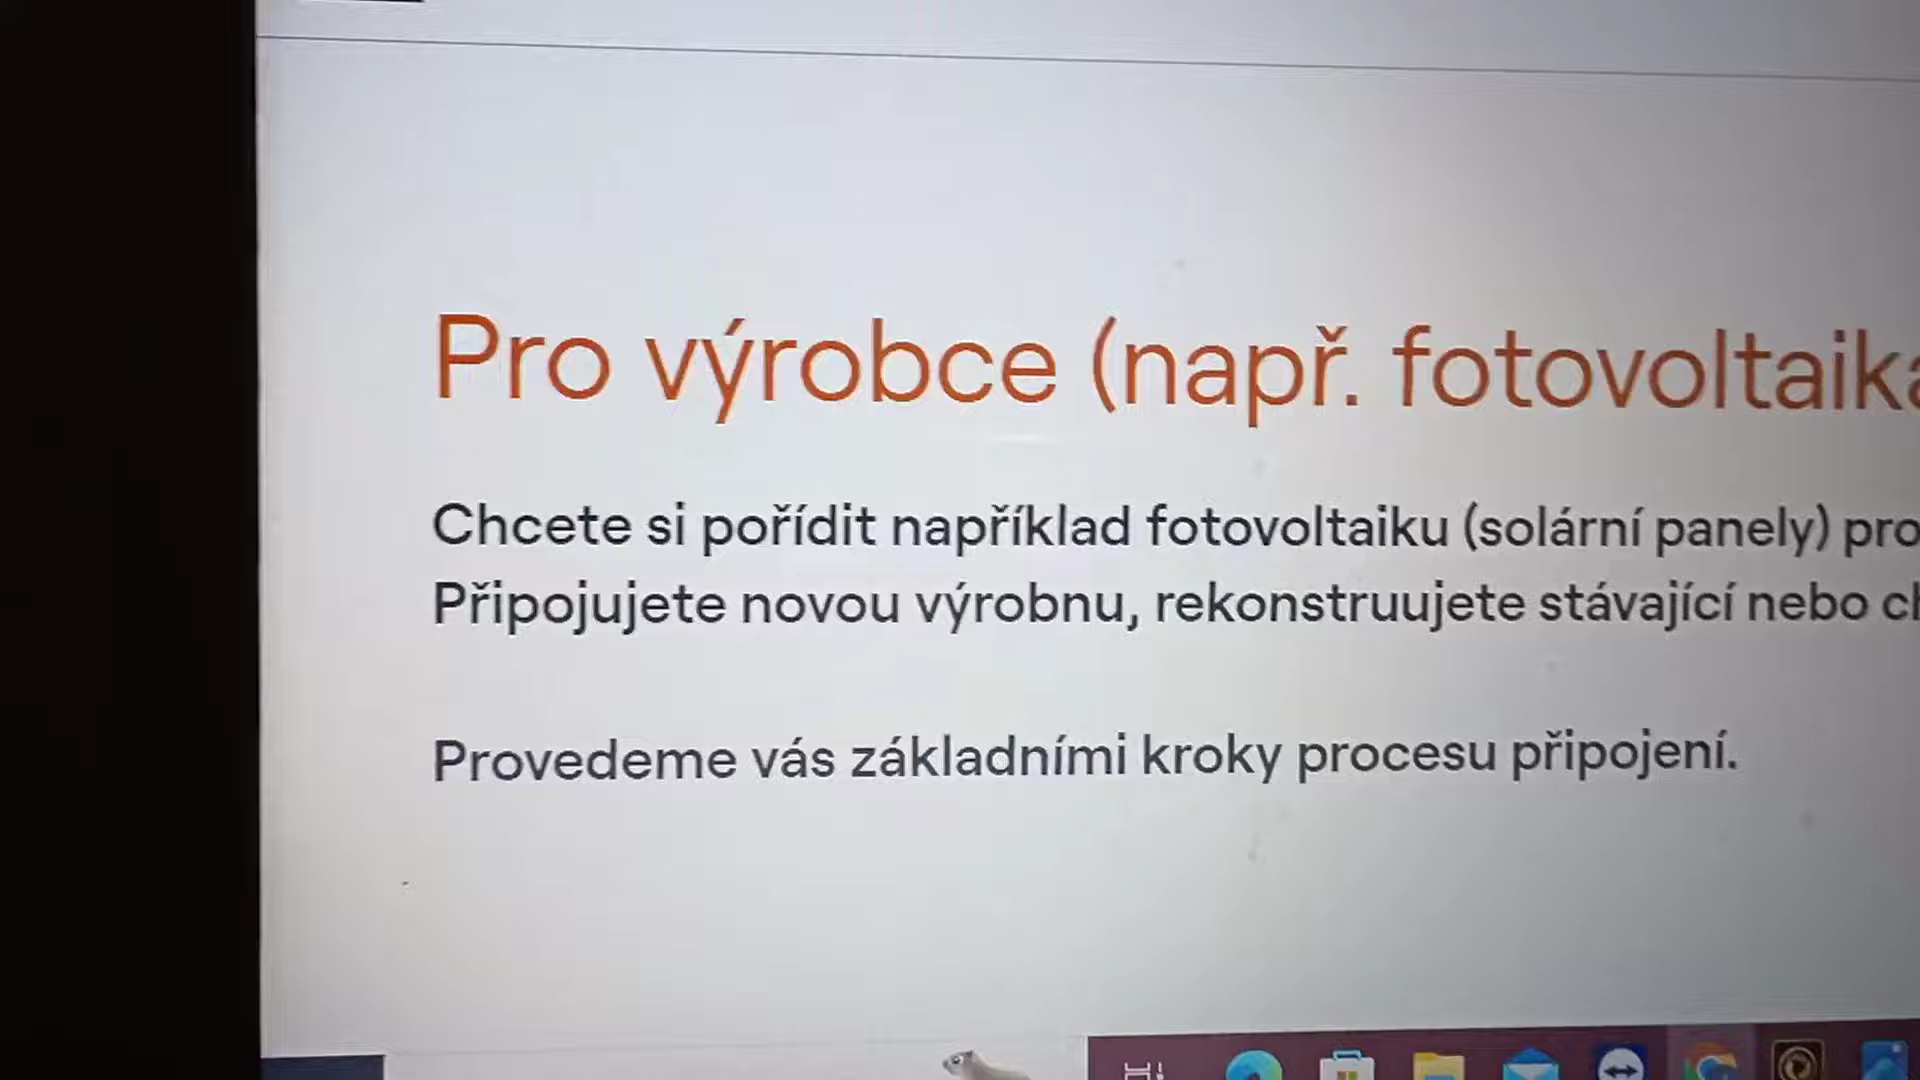 Pro výrobce (např. fotovoltaika
Chcete si pořídit například fotovoltaiku (solární panely) pro
Připojujete novou výrobnu, rekonstruujete stávající nebo
Provedeme vás základními kroky procesu připojení.